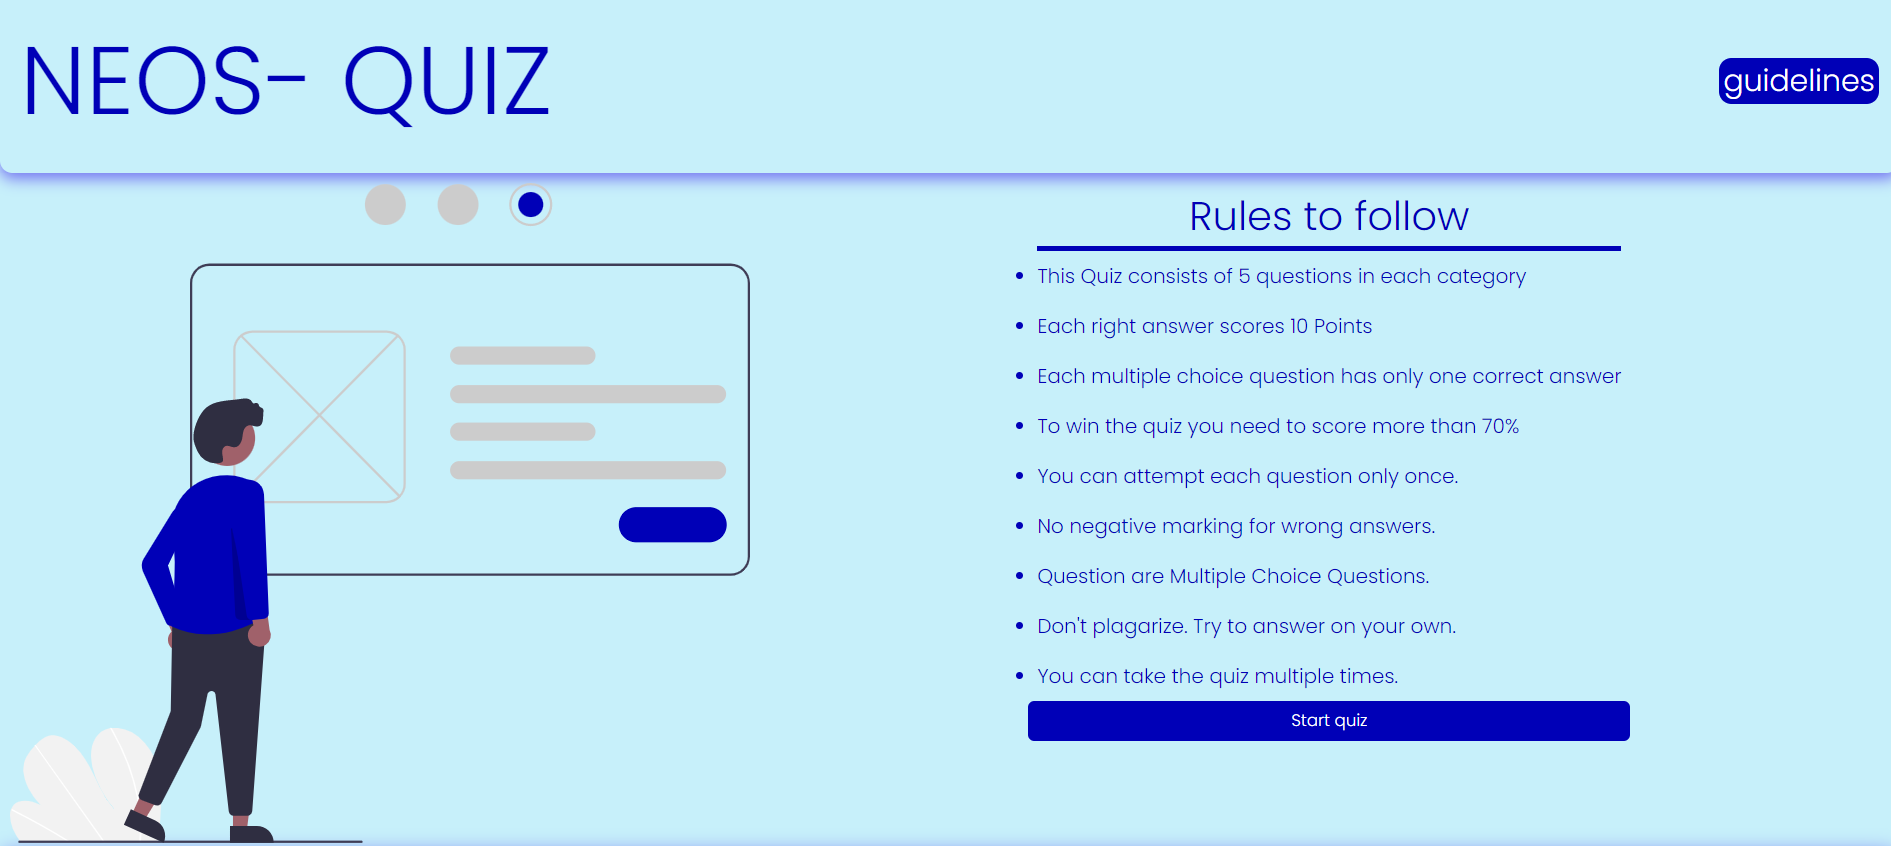 NEOS- QUIZ
guidelines
Rules to follow
This Quiz consists of 5 questions in each category
Each right answer scores 10 Points
Each multiple choice question has only one correct answer
To win the quiz you need to score more than 70%
You can attempt each question only once.
No negative marking for wrong answers.
Question are Multiple Choice Questions.
Don't plagarize. Try to answer on your own.
You can take the quiz multiple times.
Start quiz